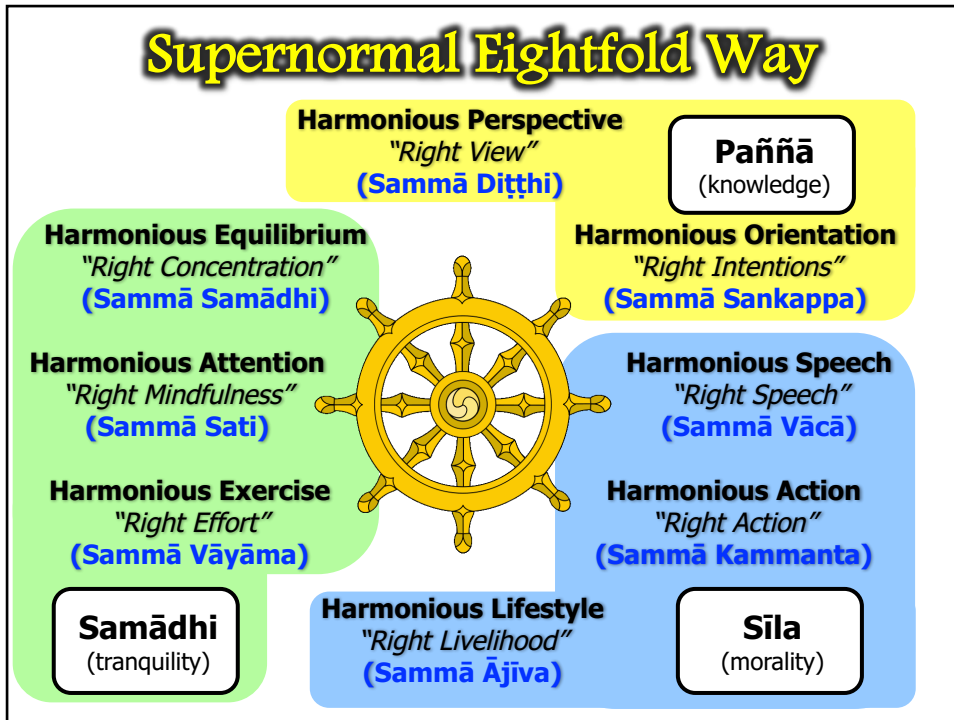 Supernormal Eightfold Way
Harmonious Perspective
“Right View”
(Sammā Diṭṭhi)
Paññā
(knowledge)
Harmonious Orientation
“Right Intentions”
(Sammā Sankappa)
Harmonious Speech
“Right Speech”
(Sammā Vācā)
Harmonious Action
“Right Action”
(Sammā Kammanta)
Sīla
(morality)
Harmonious Lifestyle
“Right Livelihood”
(Sammā Ājīva)
Harmonious Equilibrium
“Right Concentration”
(Sammā Samādhi)
Harmonious Attention
“Right Mindfulness”
(Sammā Sati)
Harmonious Exercise
“Right Effort”
(Sammā Vāyāma)
Samādhi
(tranquility)